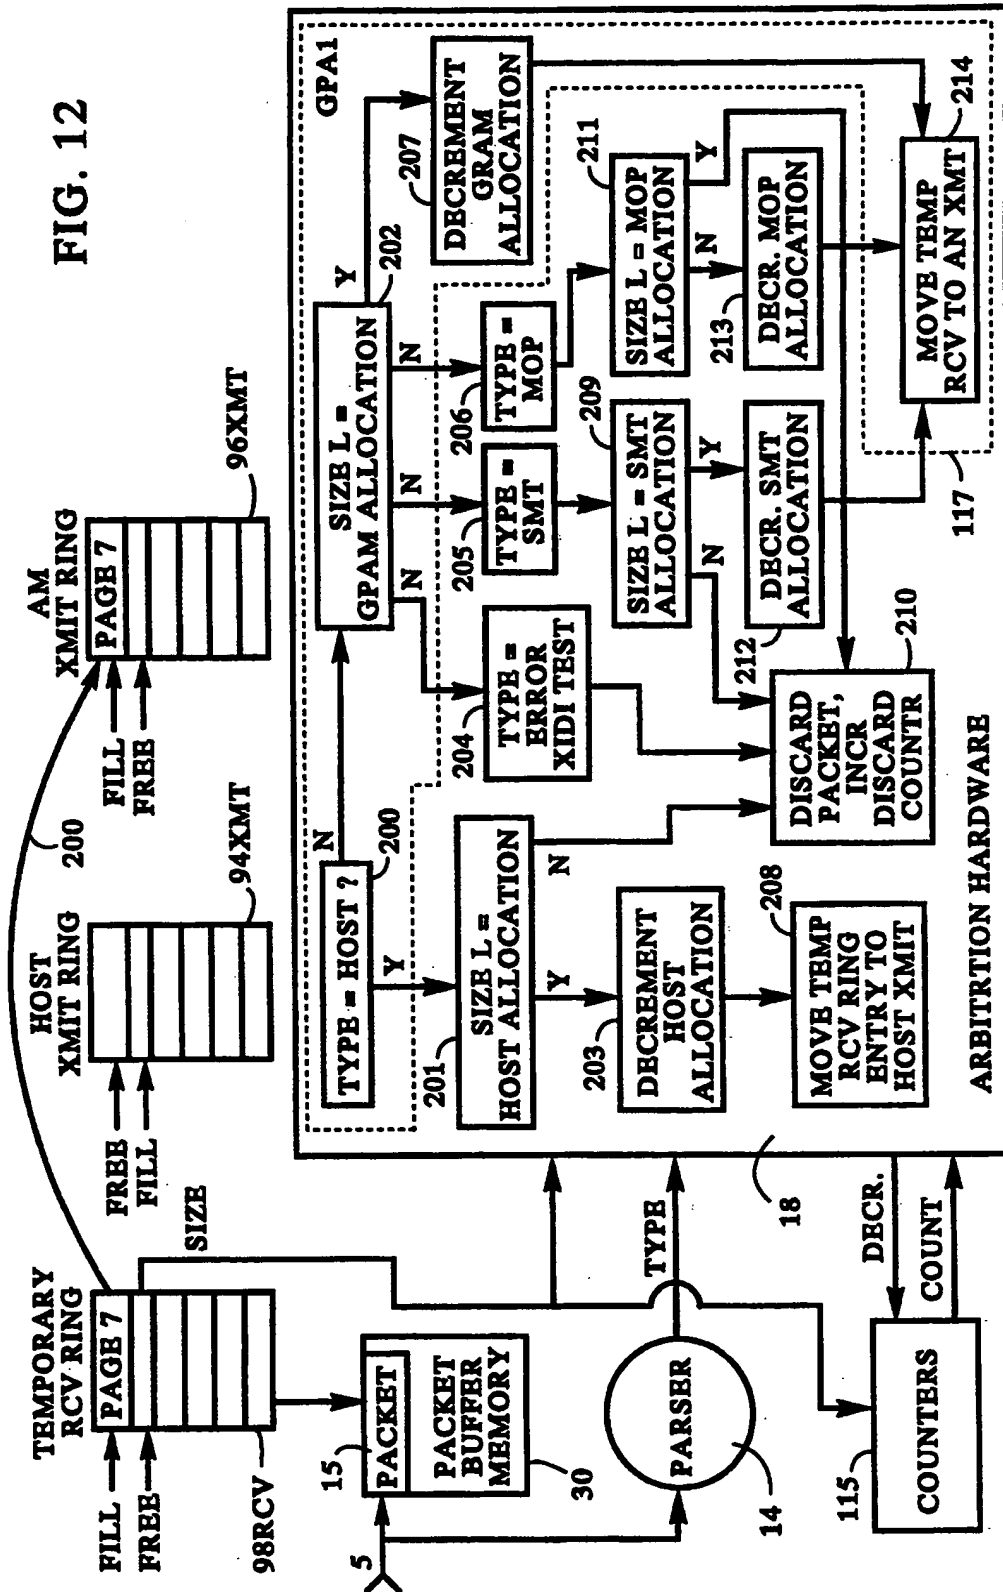 FIG. 12
TEMPORARY
RCV RING
FILL
FREE
PAGE 7
98RCV
SIZE
HOST
XMIT RING
FREE
FILL
94XMT
200
AM
XMIT RING
FILL
FREE
PAGE 7
96XMT
5
15
PACKET
PACKET
BUFFER
MEMORY
30
PARSER
14
TYPE
115
COUNTERS
DECR.
COUNT
18
GPA1
TYPE = HOST ?
200
N
Y
SIZE L =
GPAM ALLOCATION
202
Y
N
N
N
207
DECREMENT
GRAM
ALLOCATION
201
SIZE L =
HOST ALLOCATION
Y
N
204
TYPE =
ERROR
XIDI TEST
205
TYPE =
SMT
206
TYPE =
MOP
203
DECREMENT
HOST
ALLOCATION
SIZE L = SMT
ALLOCATION
209
N
Y
SIZE L = MOP
ALLOCATION
211
N
Y
208
MOVE TEMP
RCV RING
ENTRY TO
HOST XMIT
DISCARD
PACKET,
INCR
DISCARD
COUNTR
210
212
DECR. SMT
ALLOCATION
213
DECR. MOP
ALLOCATION
117
MOVE TEMP
RCV TO AN XMT
214
ARBITRION HARDWARE